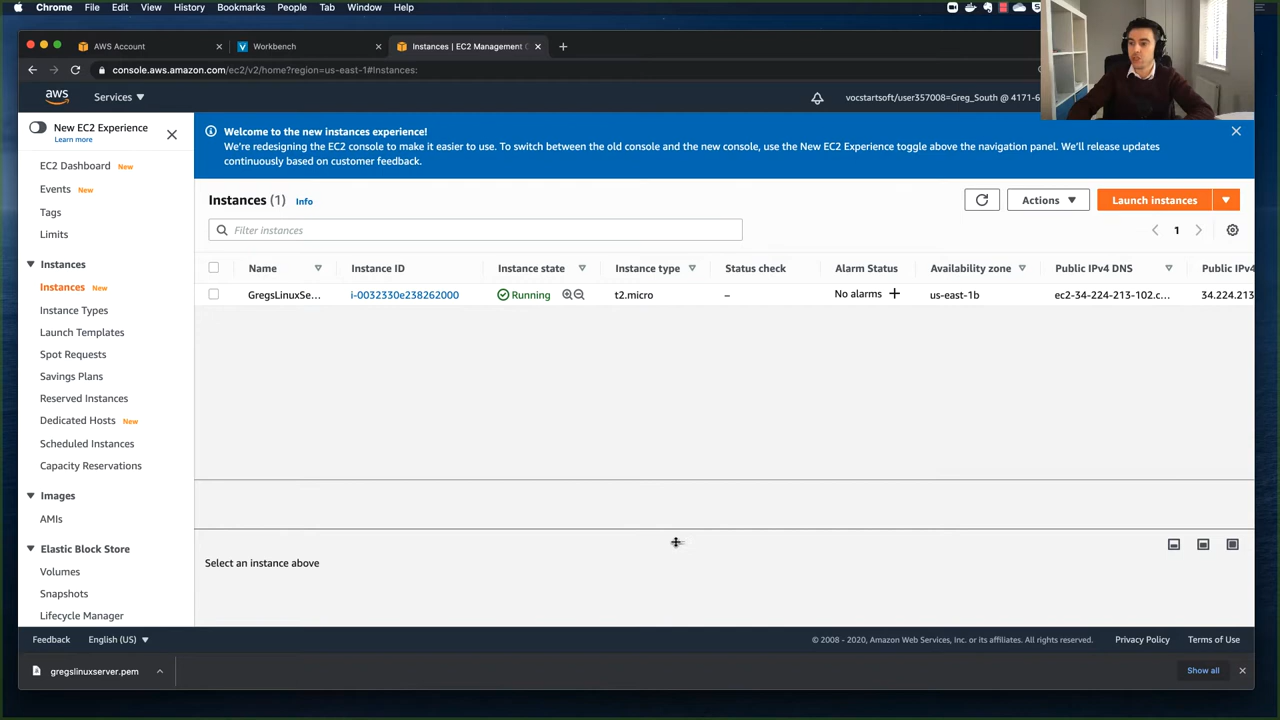 Chrome File Edit View History Bookmarks People Tab Window Help
AWS Account
Workbench
Instances | EC2 Management
console.aws.amazon.com/ec2/v2/home?region=us-east-1#Instances:
aws
Services
vocstartsoft/user357008=Greg_South @ 4171-6
New EC2 Experience
Learn more
EC2 Dashboard New
Events New
Tags
Limits
Instances
Instances New
Instance Types
Launch Templates
Spot Requests
Savings Plans
Reserved Instances
Dedicated Hosts New
Scheduled Instances
Capacity Reservations
Images
AMIs
Elastic Block Store
Volumes
Snapshots
Lifecycle Manager
Welcome to the new instances experience!
We're redesigning the EC2 console to make it easier to use. To switch between the old console and the new console, use the New EC2 Experience toggle above the navigation panel. We'll release updates
continuously based on customer feedback.
Instances (1) Info
Actions
Launch instances
Filter instances
1
Name Instance ID Instance state Instance type Status check Alarm Status Availability zone Public IPv4 DNS Public IPv4
GregsLinuxSe... i-0032330e238262000 Running t2.micro – No alarms + us-east-1b ec2-34-224-213-102.c... 34.224.213
Select an instance above
Feedback English (US)
© 2008 - 2020, Amazon Web Services, Inc. or its affiliates. All rights reserved. Privacy Policy Terms of Use
gregslinuxserver.pem
Show all